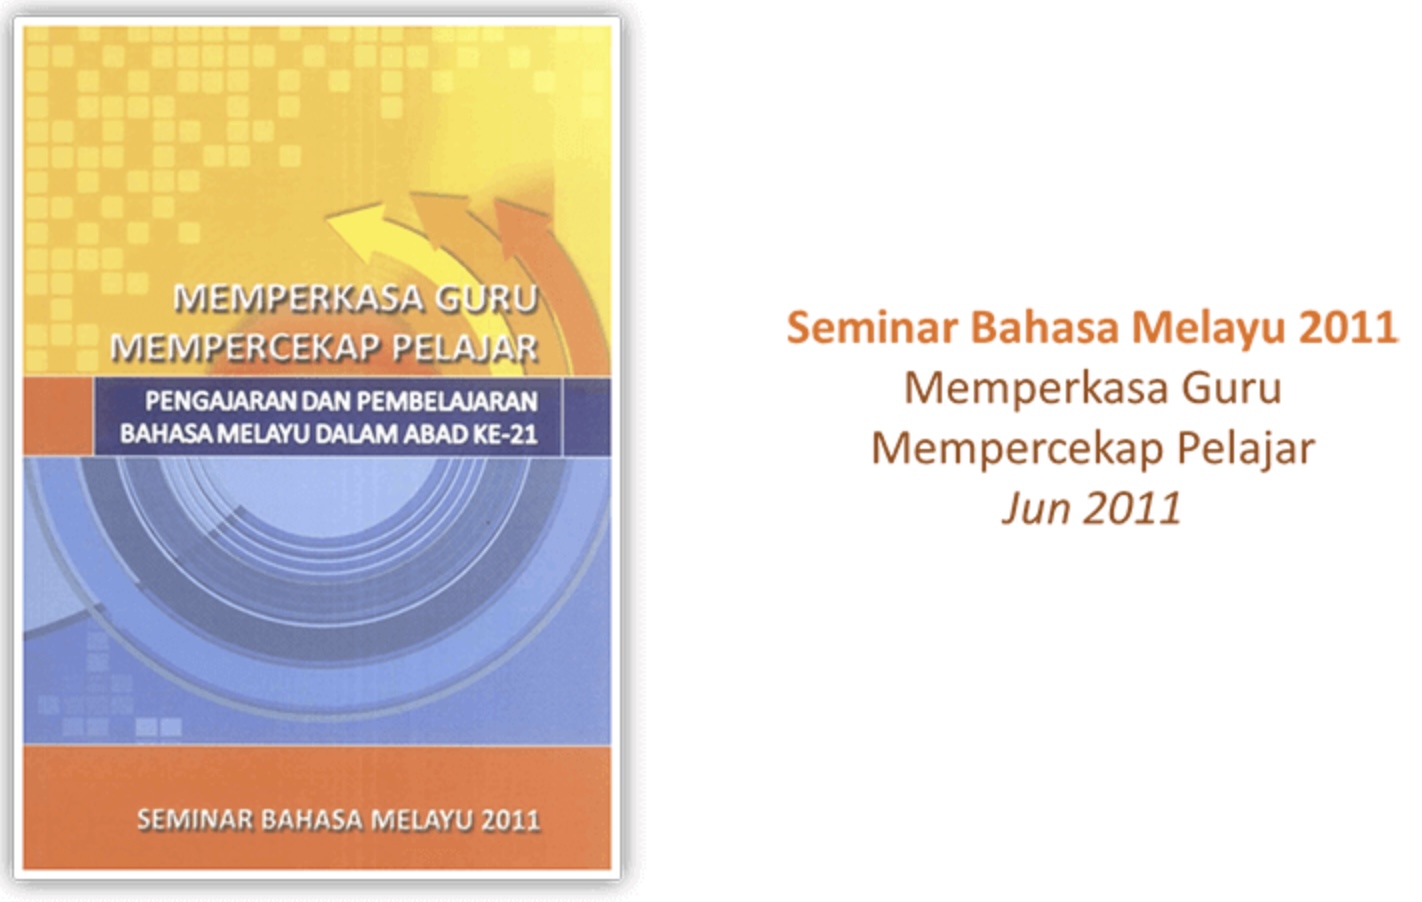 MEMPERKASA GURU
MEMPERCEKAP PELAJAR
PENGAJARAN DAN PEMBELAJARAN
BAHASA MELAYU DALAM ABAD KE-21
SEMINAR BAHASA MELAYU 2011
Seminar Bahasa Melayu 2011
Memperkasa Guru
Mempercekap Pelajar
Jun 2011